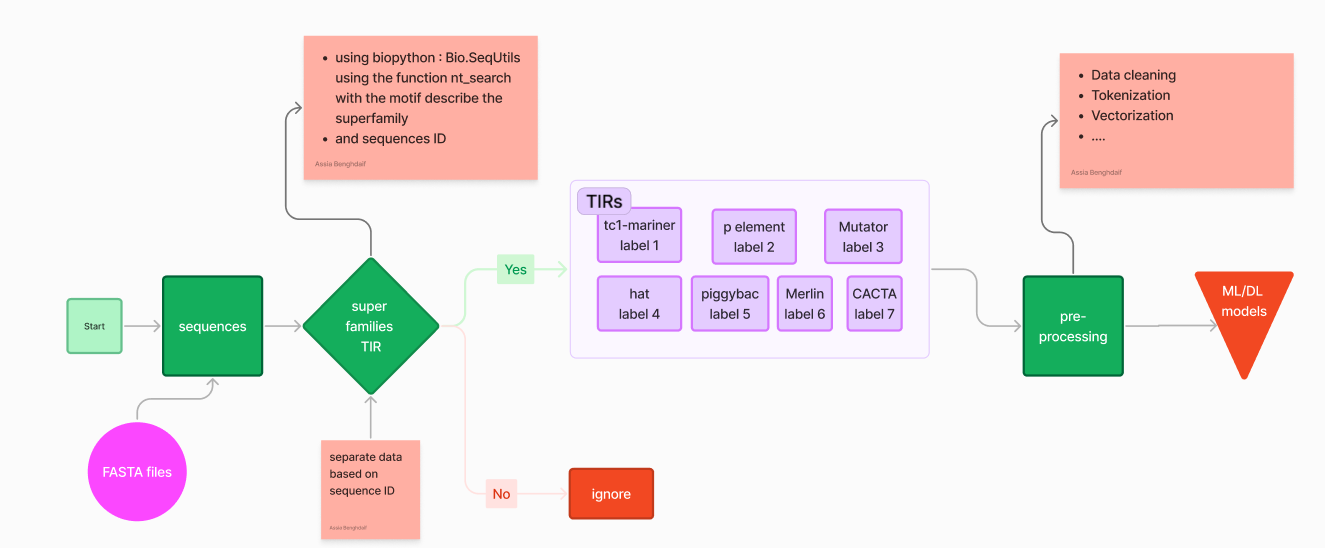 • using biopython : Bio.SeqUtils
using the function nt_search
with the motif describe the
superfamily
• and sequences ID
Assia Benghdaif
• Data cleaning
• Tokenization
• Vectorization
• ....
Assia Benghdaif
TIRs
tc1-mariner
label 1
p element
label 2
Mutator
label 3
hat
label 4
piggybac
label 5
Merlin
label 6
CACTA
label 7
Start
sequences
super
families
TIR
Yes
pre-
processing
ML/DL
models
FASTA files
separate data
based on
sequence ID
Assia Benghdaif
No
ignore